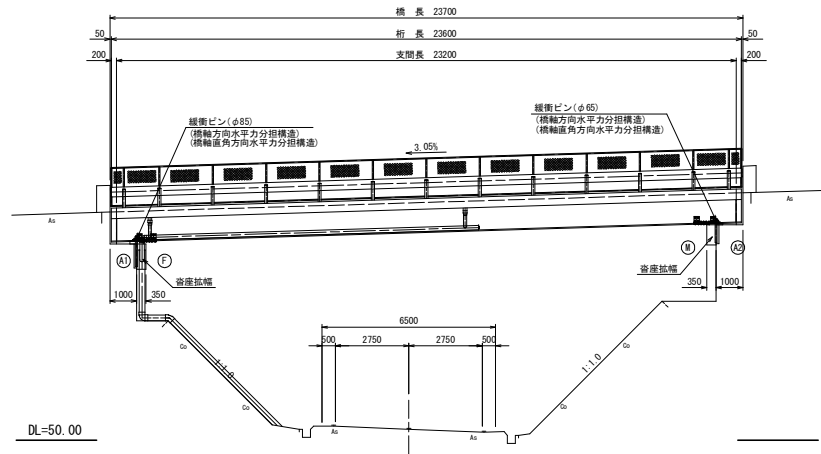 橋 長 23700
50
桁 長 23600
50
200
支間長 23200
200
緩衝ピン(φ85)
(橋軸方向水平力分担構造)
(橋軸直角方向水平力分担構造)
緩衝ピン(φ65)
(橋軸方向水平力分担構造)
(橋軸直角方向水平力分担構造)
3.05%
As
As
A1
F
M
A2
沓座拡幅
沓座拡幅
1000
350
350
1000
6500
500
2750
2750
500
Co
1:1.0
1:1.0
Co
Co
Co
As
As
DL=50.00